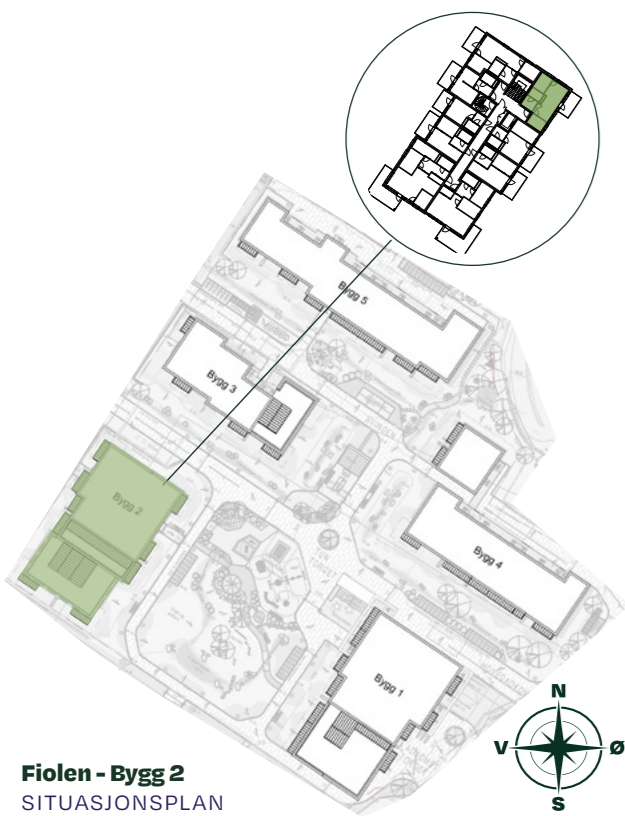 Bygg 5
Bygg 3
Bygg 2
Bygg 4
Bygg 1
N
V
Ø
S
Fiolen - Bygg 2
SITUASJONSPLAN